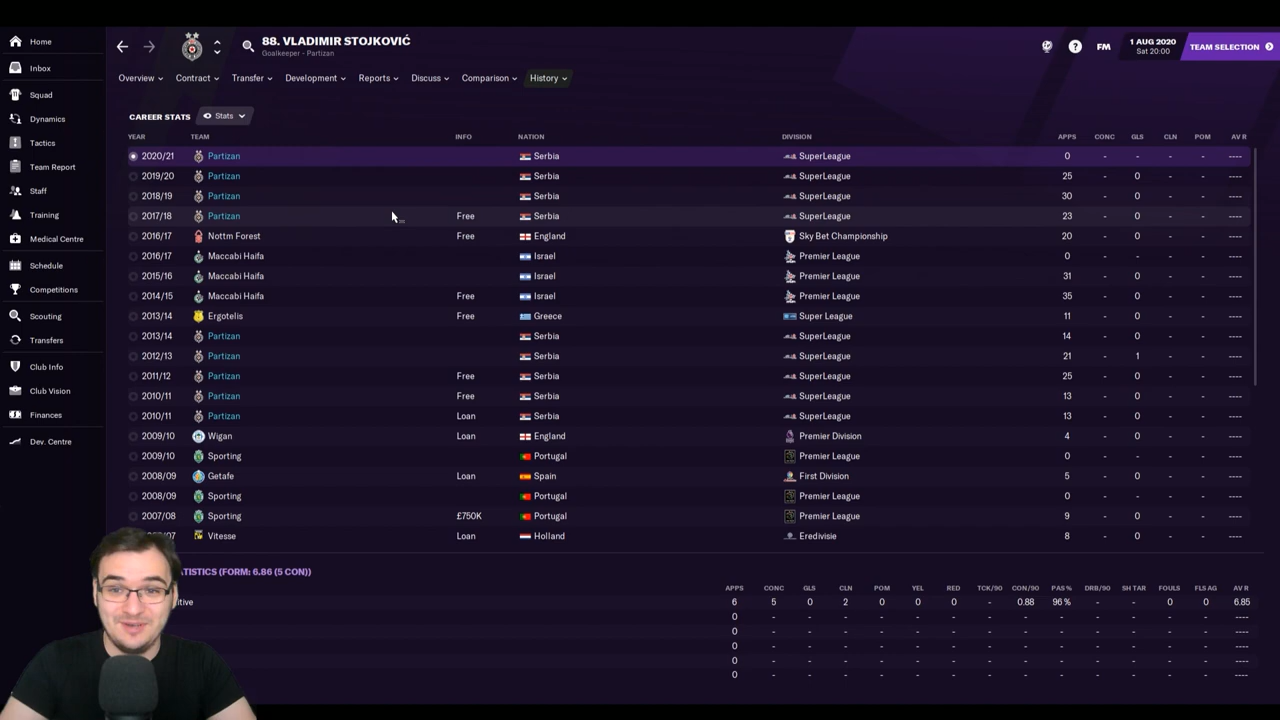 Home
Inbox
Squad
Dynamics
Tactics
Team Report
Staff
Training
Medical Centre
Schedule
Competitions
Scouting
Transfers
Club Info
Club Vision
Finances
Dev. Centre
88. VLADIMIR STOJKOVIĆ
Goalkeeper - Partizan
? FM 1 AUG 2020 Sat 20:00 TEAM SELECTION
Overview Contract Transfer Development Reports Discuss Comparison History
CAREER STATS Stats
YEAR TEAM INFO NATION DIVISION APPS CONC GLS CLN POM AV R
2020/21 Partizan Serbia SuperLeague 0 - - - - ----
2019/20 Partizan Serbia SuperLeague 25 - 0 - - ----
2018/19 Partizan Serbia SuperLeague 30 - 0 - - ----
2017/18 Partizan Free Serbia SuperLeague 23 - 0 - - ----
2016/17 Nottm Forest Free England Sky Bet Championship 20 - 0 - - ----
2016/17 Maccabi Haifa Israel Premier League 0 - - - - ----
2015/16 Maccabi Haifa Israel Premier League 31 - 0 - - ----
2014/15 Maccabi Haifa Free Israel Premier League 35 - 0 - - ----
2013/14 Ergotelis Free Greece Super League 11 - 0 - - ----
2013/14 Partizan Serbia SuperLeague 14 - 0 - - ----
2012/13 Partizan Serbia SuperLeague 21 - 1 - - ----
2011/12 Partizan Free Serbia SuperLeague 25 - 0 - - ----
2010/11 Partizan Free Serbia SuperLeague 13 - 0 - - ----
2010/11 Partizan Loan Serbia SuperLeague 13 - 0 - - ----
2009/10 Wigan Loan England Premier Division 4 - 0 - - ----
2009/10 Sporting Portugal Premier League 0 - 0 - - ----
2008/09 Getafe Loan Spain First Division 5 - 0 - - ----
2008/09 Sporting Portugal Premier League 0 - 0 - - ----
2007/08 Sporting £750K Portugal Premier League 9 - 0 - - ----
07 Vitesse Loan Holland Eredivisie 8 - 0 - - ----
TISTICS (FORM: 6.86 (5 CON))
APPS CONC GLS CLN POM YEL RED TCK/90 CON/90 PAS % DRB/90 SH TAR FOULS FLS AG AV R
itive 6 5 0 2 0 0 0 - 0.88 96 % - - 0 0 6.85
0 - - - - - - - - - - - - - ----
0 - - - - - - - - - - - - - ----
0 - - - - - - - - - - - - - ----
0 - - - - - - - - - - - - - ----
0 - - - - - - - - - - - - - ----